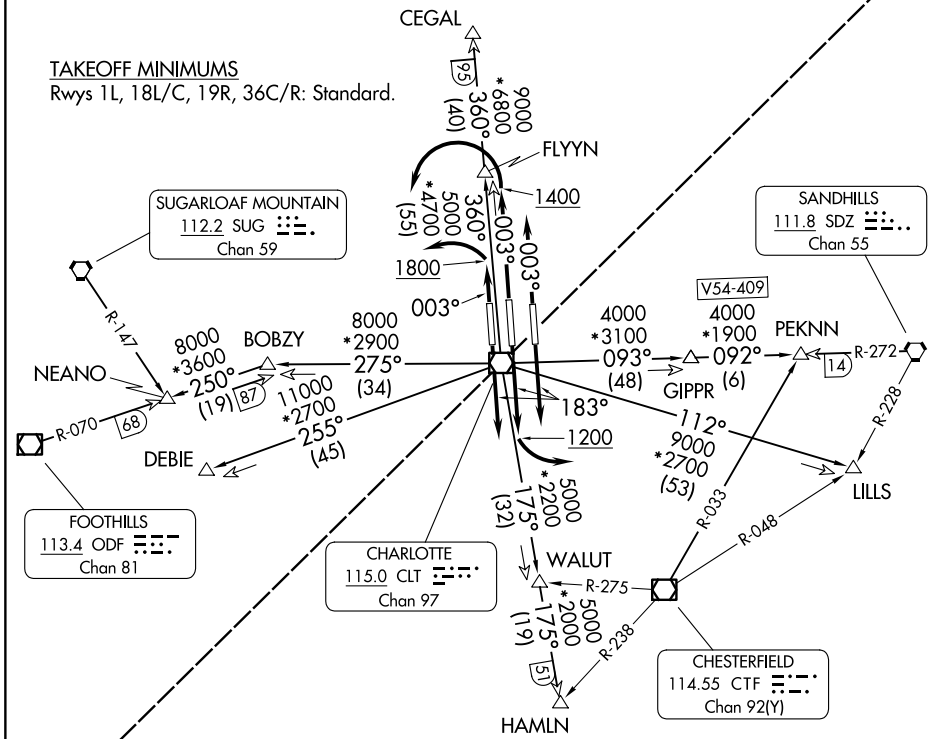 CEGAL
TAKEOFF MINIMUMS
Rwys 1L, 18L/C, 19R, 36C/R: Standard.
95
360°
(40)
9000
*6800
FLYYN
1400
5000
*4700
(55)
360°
003°
003°
1800
003°
SUGARLOAF MOUNTAIN
112.2 SUG
Chan 59
SANDHILLS
111.8 SDZ
Chan 55
R-147
V54-409
BOBZY
8000
*2900
275°
(34)
4000
*3100
093°
(48)
GIPPR
4000
*1900
092°
(6)
PEKNN
14
R-272
8000
*3600
250°
(19)
NEANO
87
R-070
68
11000
*2700
255°
(45)
DEBIE
183°
1200
112°
9000
*2700
(53)
R-228
LILLS
R-033
R-048
FOOTHILLS
113.4 ODF
Chan 81
CHARLOTTE
115.0 CLT
Chan 97
5000
*2200
175°
(32)
WALUT
R-275
5000
*2000
175°
(19)
51
R-238
HAMLN
CHESTERFIELD
114.55 CTF
Chan 92(Y)